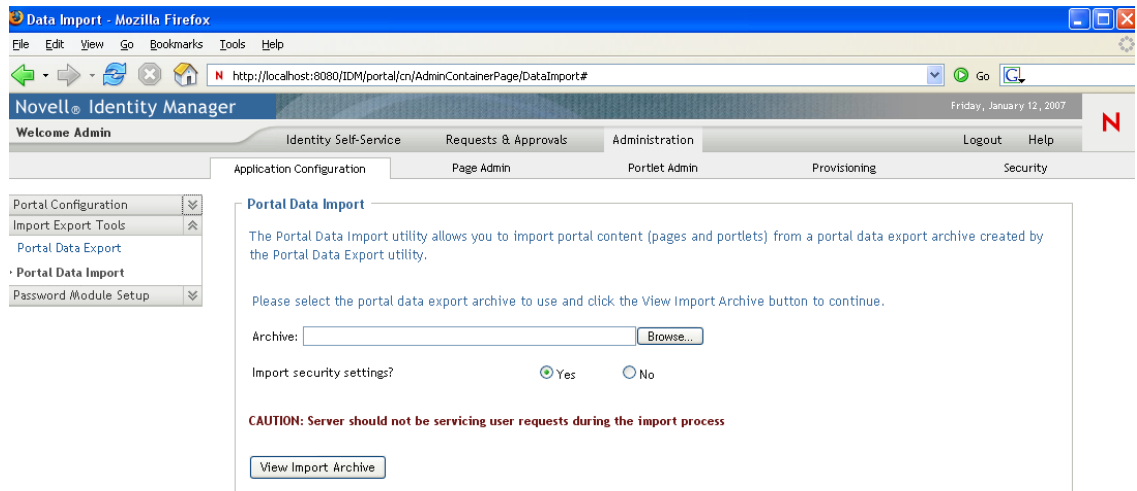 Data Import - Mozilla Firefox
File Edit View Go Bookmarks Tools Help
N http://localhost:8080/IDM/portal/cn/AdminContainerPage/DataImport# Go G
Novell® Identity Manager Friday, January 12, 2007
N
Welcome Admin Identity Self-Service Requests & Approvals Administration Logout Help
Application Configuration Page Admin Portlet Admin Provisioning Security
Portal Configuration
Import Export Tools
Portal Data Export
Portal Data Import
Password Module Setup
Portal Data Import
The Portal Data Import utility allows you to import portal content (pages and portlets) from a portal data export archive created by
the Portal Data Export utility.
Please select the portal data export archive to use and click the View Import Archive button to continue.
Archive: Browse...
Import security settings? Yes No
CAUTION: Server should not be servicing user requests during the import process
View Import Archive